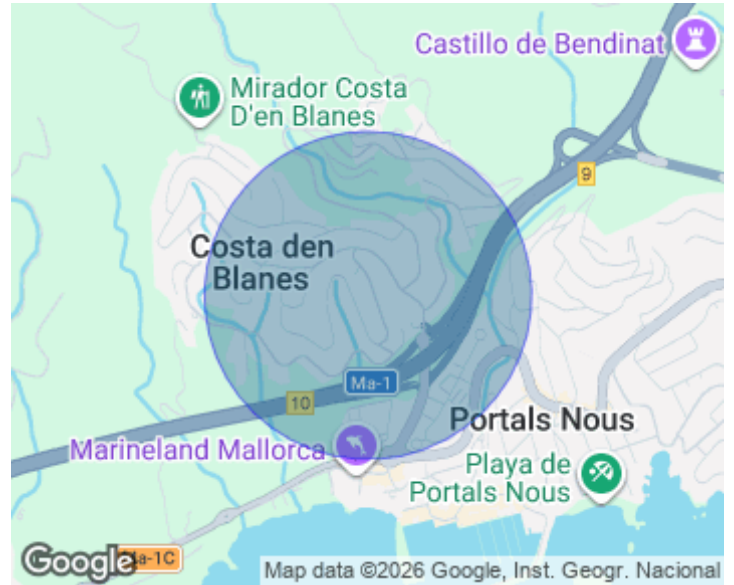 Castillo de Bendinat
Mirador Costa
D'en Blanes
9
Costa den
Blanes
Ma-1
10
Portals Nous
Marineland Mallorca
Playa de
Portals Nous
Google
Ma-1C
Map data ©2026 Google, Inst. Geogr. Nacional